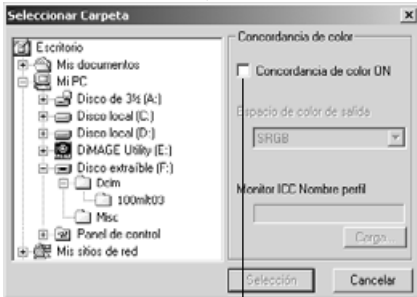 Seleccionar Carpeta
Escritorio
Mis documentos
Mi PC
Disco de 3½ (A:)
Disco local (C:)
Disco local (D:)
DiMAGE Utility (E:)
Disco extraíble (F:)
Dcim
100mlt03
Misc
Panel de control
Mis sitios de red
Concordancia de color
Concordancia de color ON
Espacio de color de salida
SRGB
Monitor ICC Nombre perfil
Carga...
Selección
Cancelar